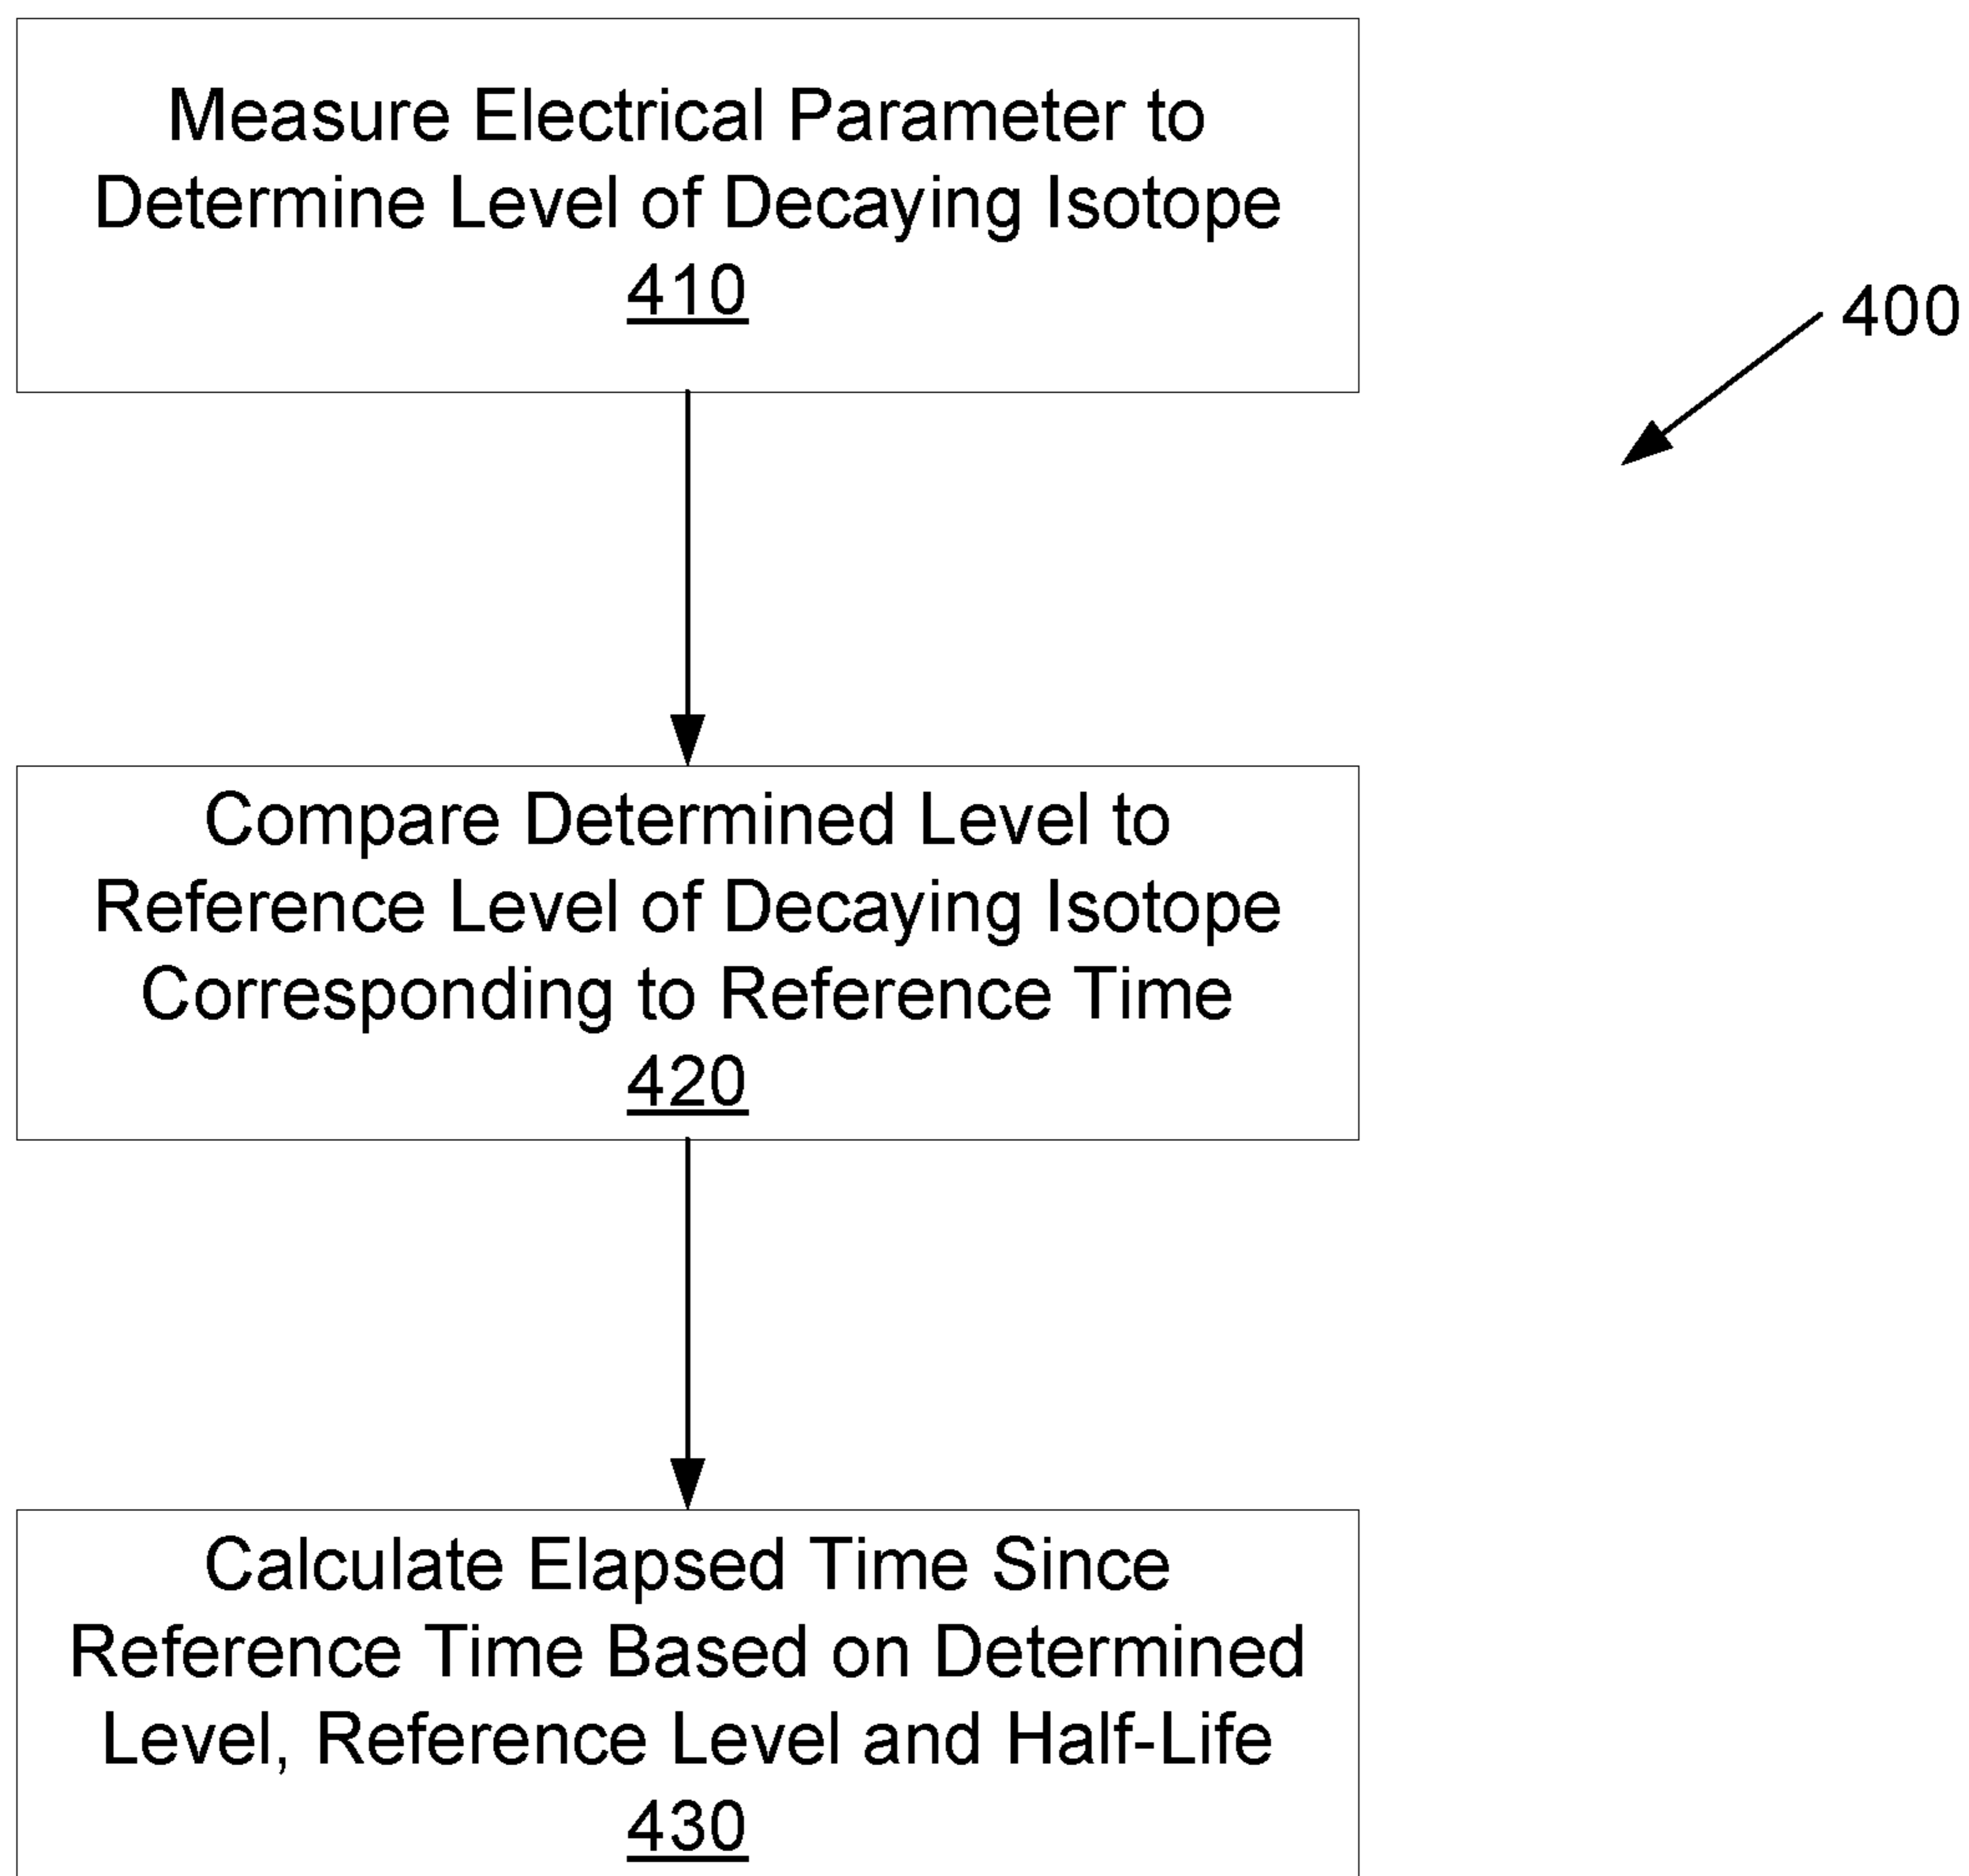 Measure Electrical Parameter to
Determine Level of Decaying Isotope
410
400
Compare Determined Level to
Reference Level of Decaying Isotope
Corresponding to Reference Time
420
Calculate Elapsed Time Since
Reference Time Based on Determined
Level, Reference Level and Half-Life
430